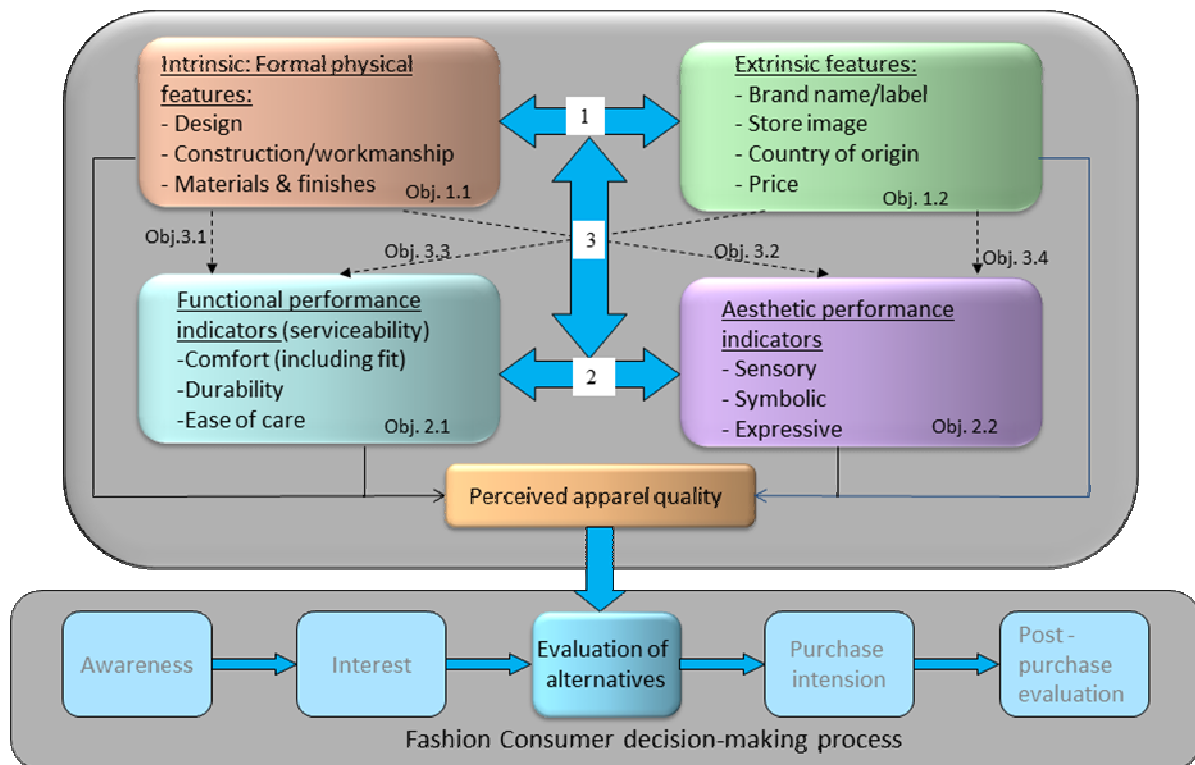 Intrinsic: Formal physical
features:
- Design
- Construction/workmanship
- Materials & finishes
Obj. 1.1
1
Extrinsic features:
- Brand name/label
- Store image
- Country of origin
- Price
Obj. 1.2
Obj.3.1
Obj. 3.3
3
Obj. 3.2
Obj. 3.4
Functional performance
indicators (serviceability)
-Comfort (including fit)
-Durability
-Ease of care
Obj. 2.1
2
Aesthetic performance
indicators
- Sensory
- Symbolic
- Expressive
Obj. 2.2
Perceived apparel quality
Awareness
Interest
Evaluation of
alternatives
Purchase
intension
Post -
purchase
evaluation
Fashion Consumer decision-making process